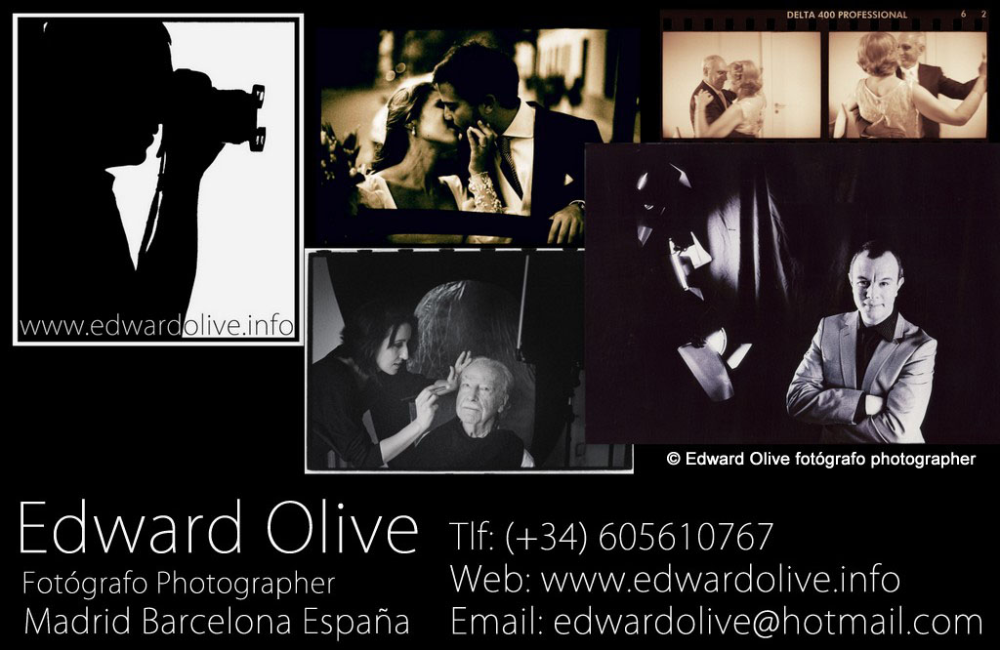 DELTA 400 PROFESSIONAL 6 2
www.edwardolive.info
© Edward Olive fotógrafo photographer
Edward Olive
Fotógrafo Photographer
Madrid Barcelona España
Tlf: (+34) 605610767
Web: www.edwardolive.info
Email: edwardolive@hotmail.com